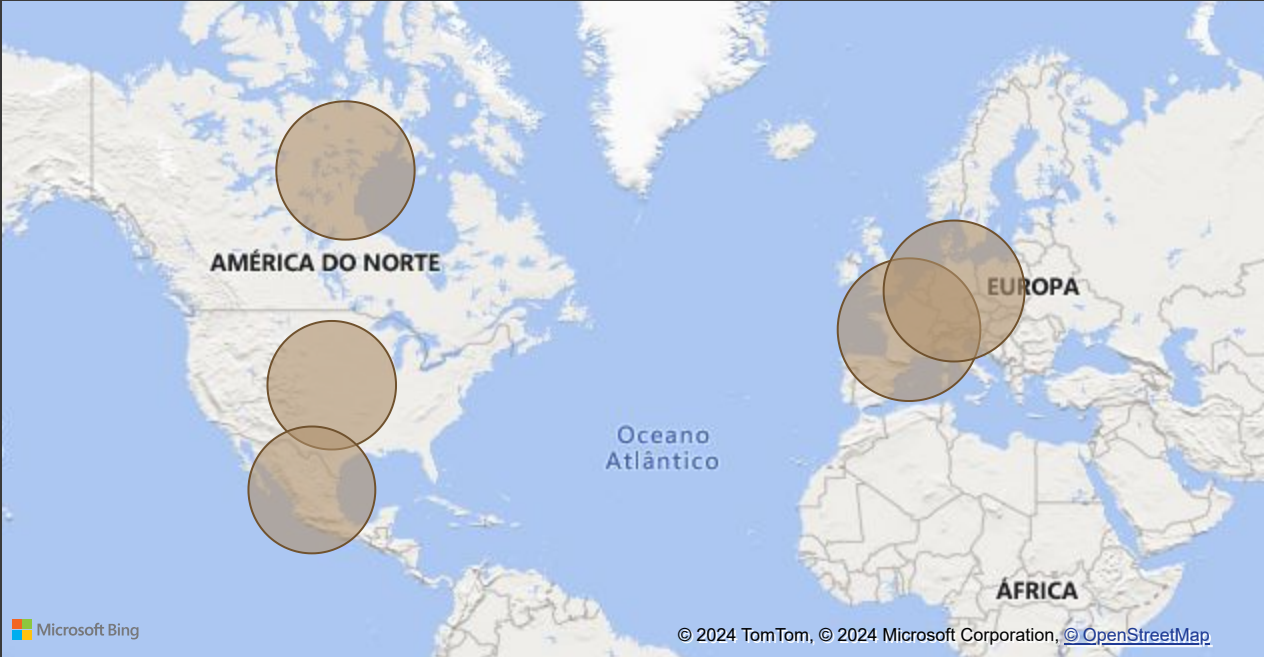 AMÉRICA DO NORTE
EUROPA
Oceano
Atlântico
ÁFRICA
Microsoft Bing
© 2024 TomTom, © 2024 Microsoft Corporation, © OpenStreetMap